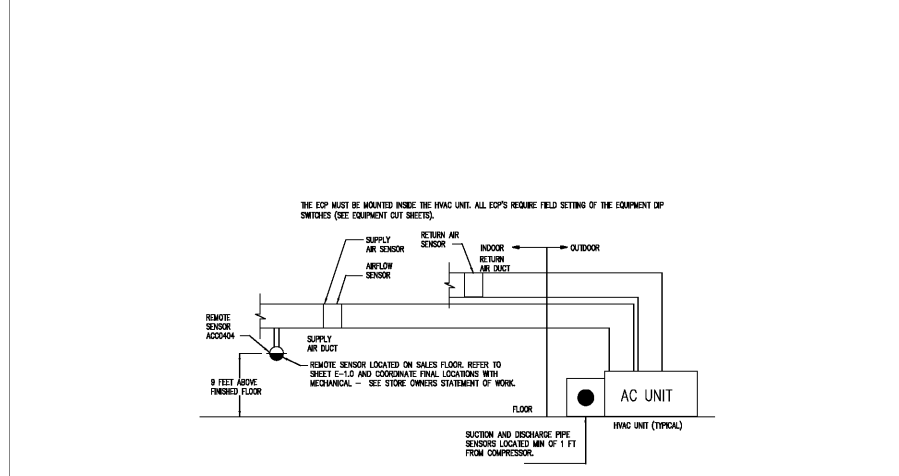 THE ECP MUST BE MOUNTED INSIDE THE HVAC UNIT. ALL ECP'S REQUIRE FIELD SETTING OF THE EQUIPMENT DIP
SWITCHES (SEE EQUIPMENT CUT SHEETS).
SUPPLY
AIR SENSOR
RETURN AIR
SENSOR
INDOOR
OUTDOOR
RETURN
AIR DUCT
AIRFLOW
SENSOR
REMOTE
SENSOR
ACC0404
SUPPLY
AIR DUCT
REMOTE SENSOR LOCATED ON SALES FLOOR. REFER TO
SHEET E-1.0 AND COORDINATE FINAL LOCATIONS WITH
MECHANICAL - SEE STORE OWNERS STATEMENT OF WORK.
9 FEET ABOVE
FINISHED FLOOR
AC UNIT
FLOOR
HVAC UNIT (TYPICAL)
SUCTION AND DISCHARGE PIPE
SENSORS LOCATED MIN OF 1 FT
FROM COMPRESSOR.